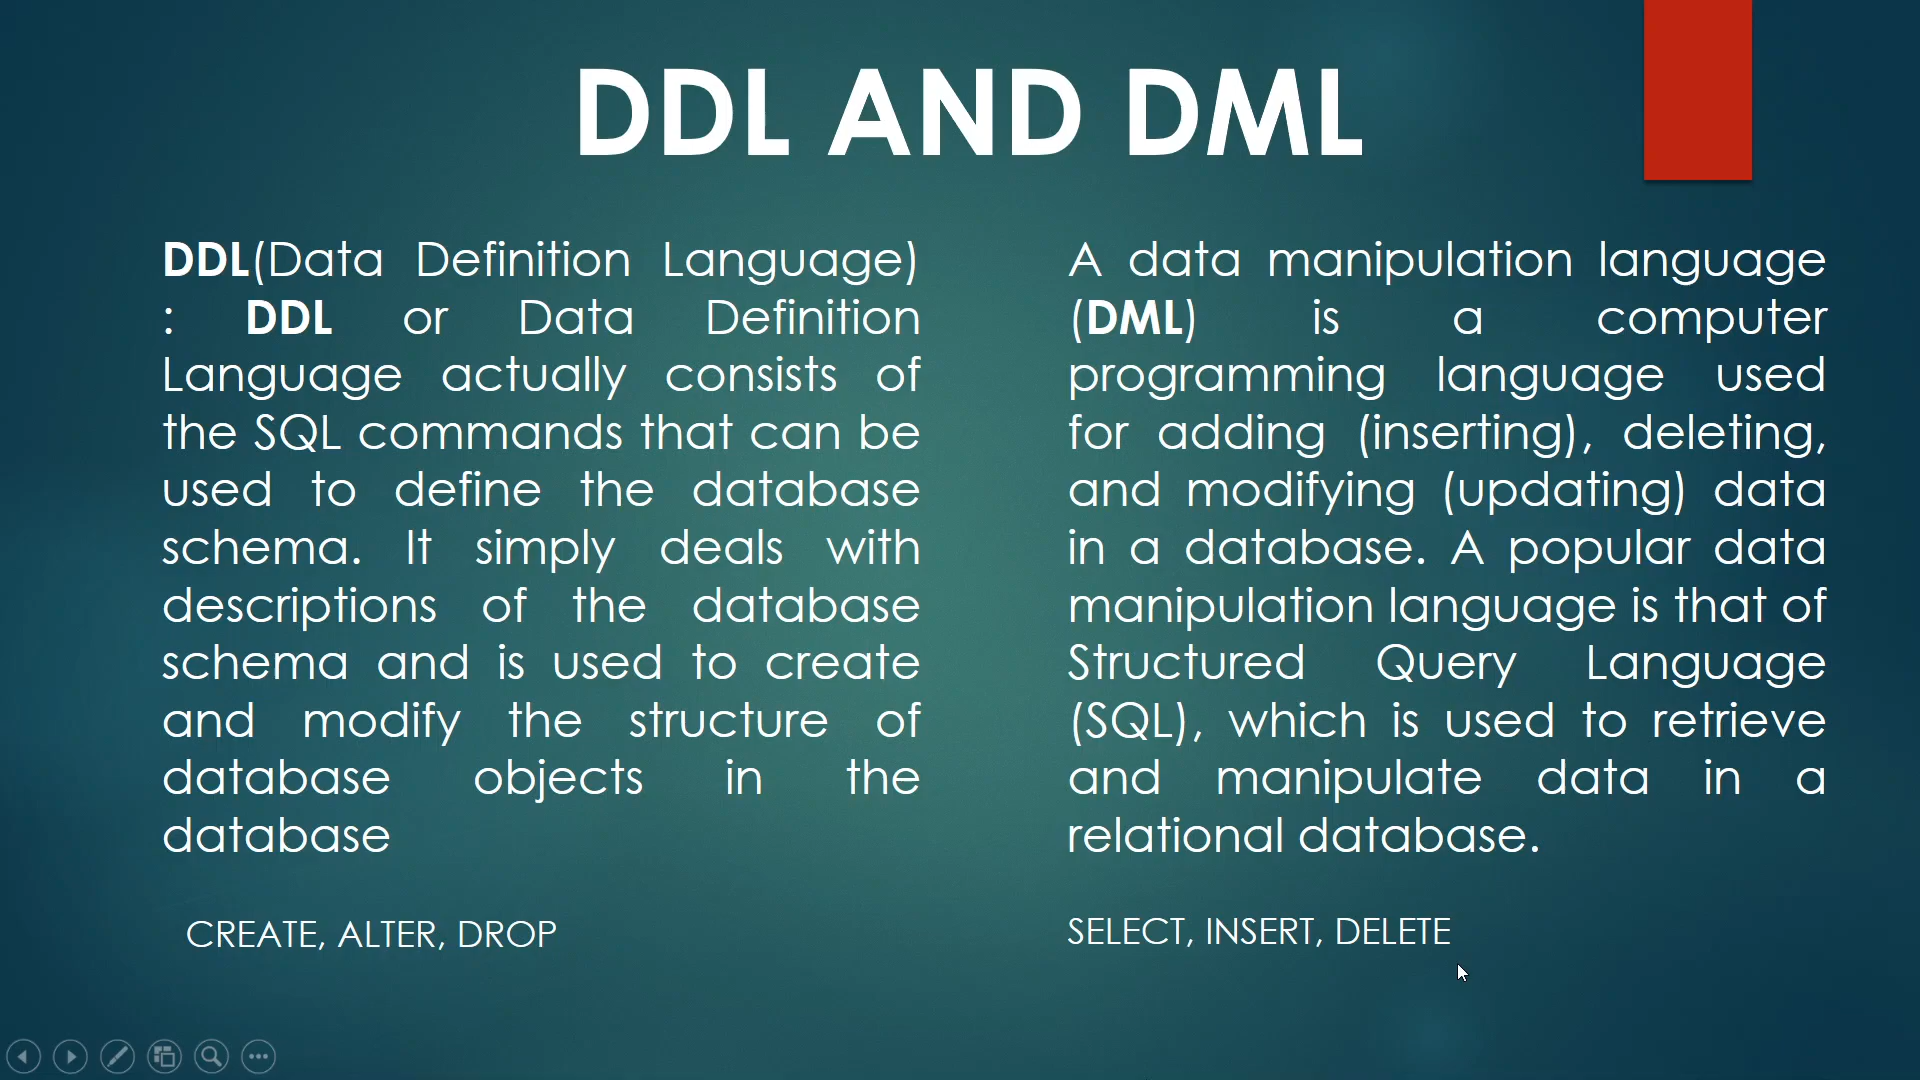 DDL AND DML
DDL(Data Definition Language)
: DDL or Data Definition
Language actually consists of
the SQL commands that can be
used to define the database
schema. It simply deals with
descriptions of the database
schema and is used to create
and modify the structure of
database objects in the
database
CREATE, ALTER, DROP
A data manipulation language
(DML) is a computer
programming language used
for adding (inserting), deleting,
and modifying (updating) data
in a database. A popular data
manipulation language is that of
Structured Query Language
(SQL), which is used to retrieve
and manipulate data in a
relational database.
SELECT, INSERT, DELETE